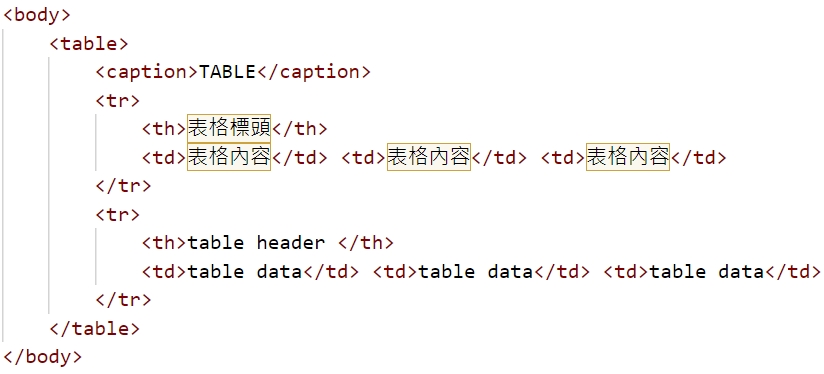 <body>
<table>
<caption>TABLE</caption>
<tr>
<th>表格標頭</th>
<td>表格內容</td> <td>表格內容</td> <td>表格內容</td>
</tr>
<tr>
<th>table header </th>
<td>table data</td> <td>table data</td> <td>table data</td>
</tr>
</table>
</body>